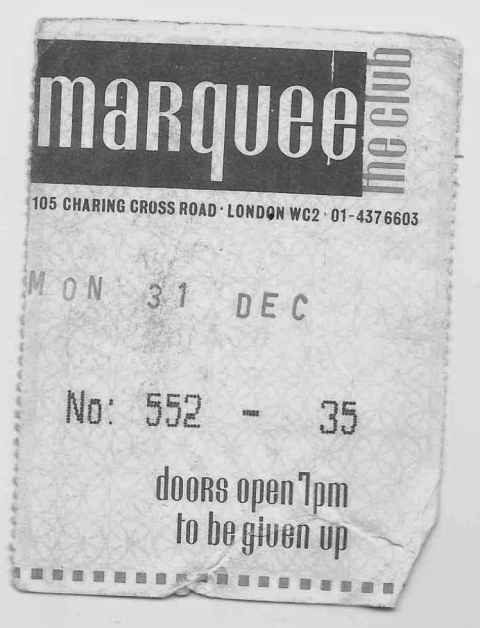 marquee
the club
105 CHARING CROSS ROAD · LONDON WC2 · 01-437 6603
MON 31 DEC
No: 552 - 35
doors open 7pm
to be given up